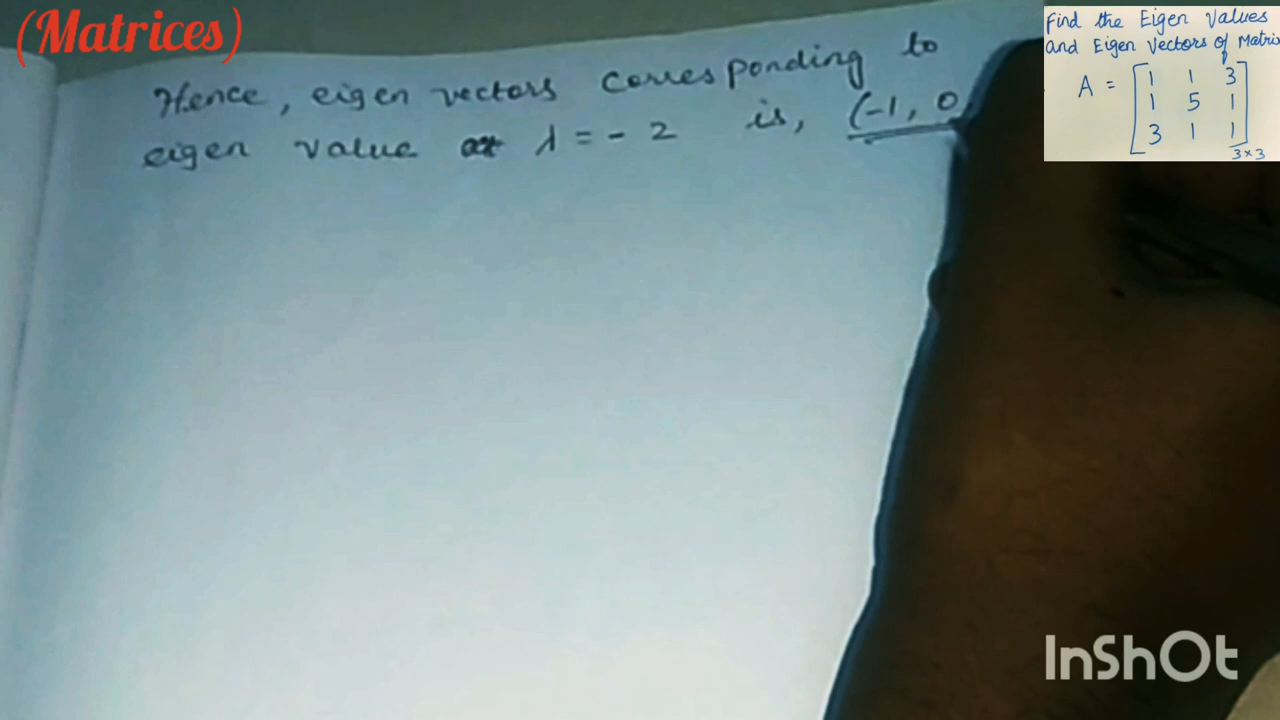 (Matrices)
Hence, eigen vectors corresponding to
eigen value at λ = - 2 is, (-1, 0
Find the Eigen Values
and Eigen Vectors of Matrix
A = [1 1 3
1 5 1
3 1 1] 3×3
InShOt